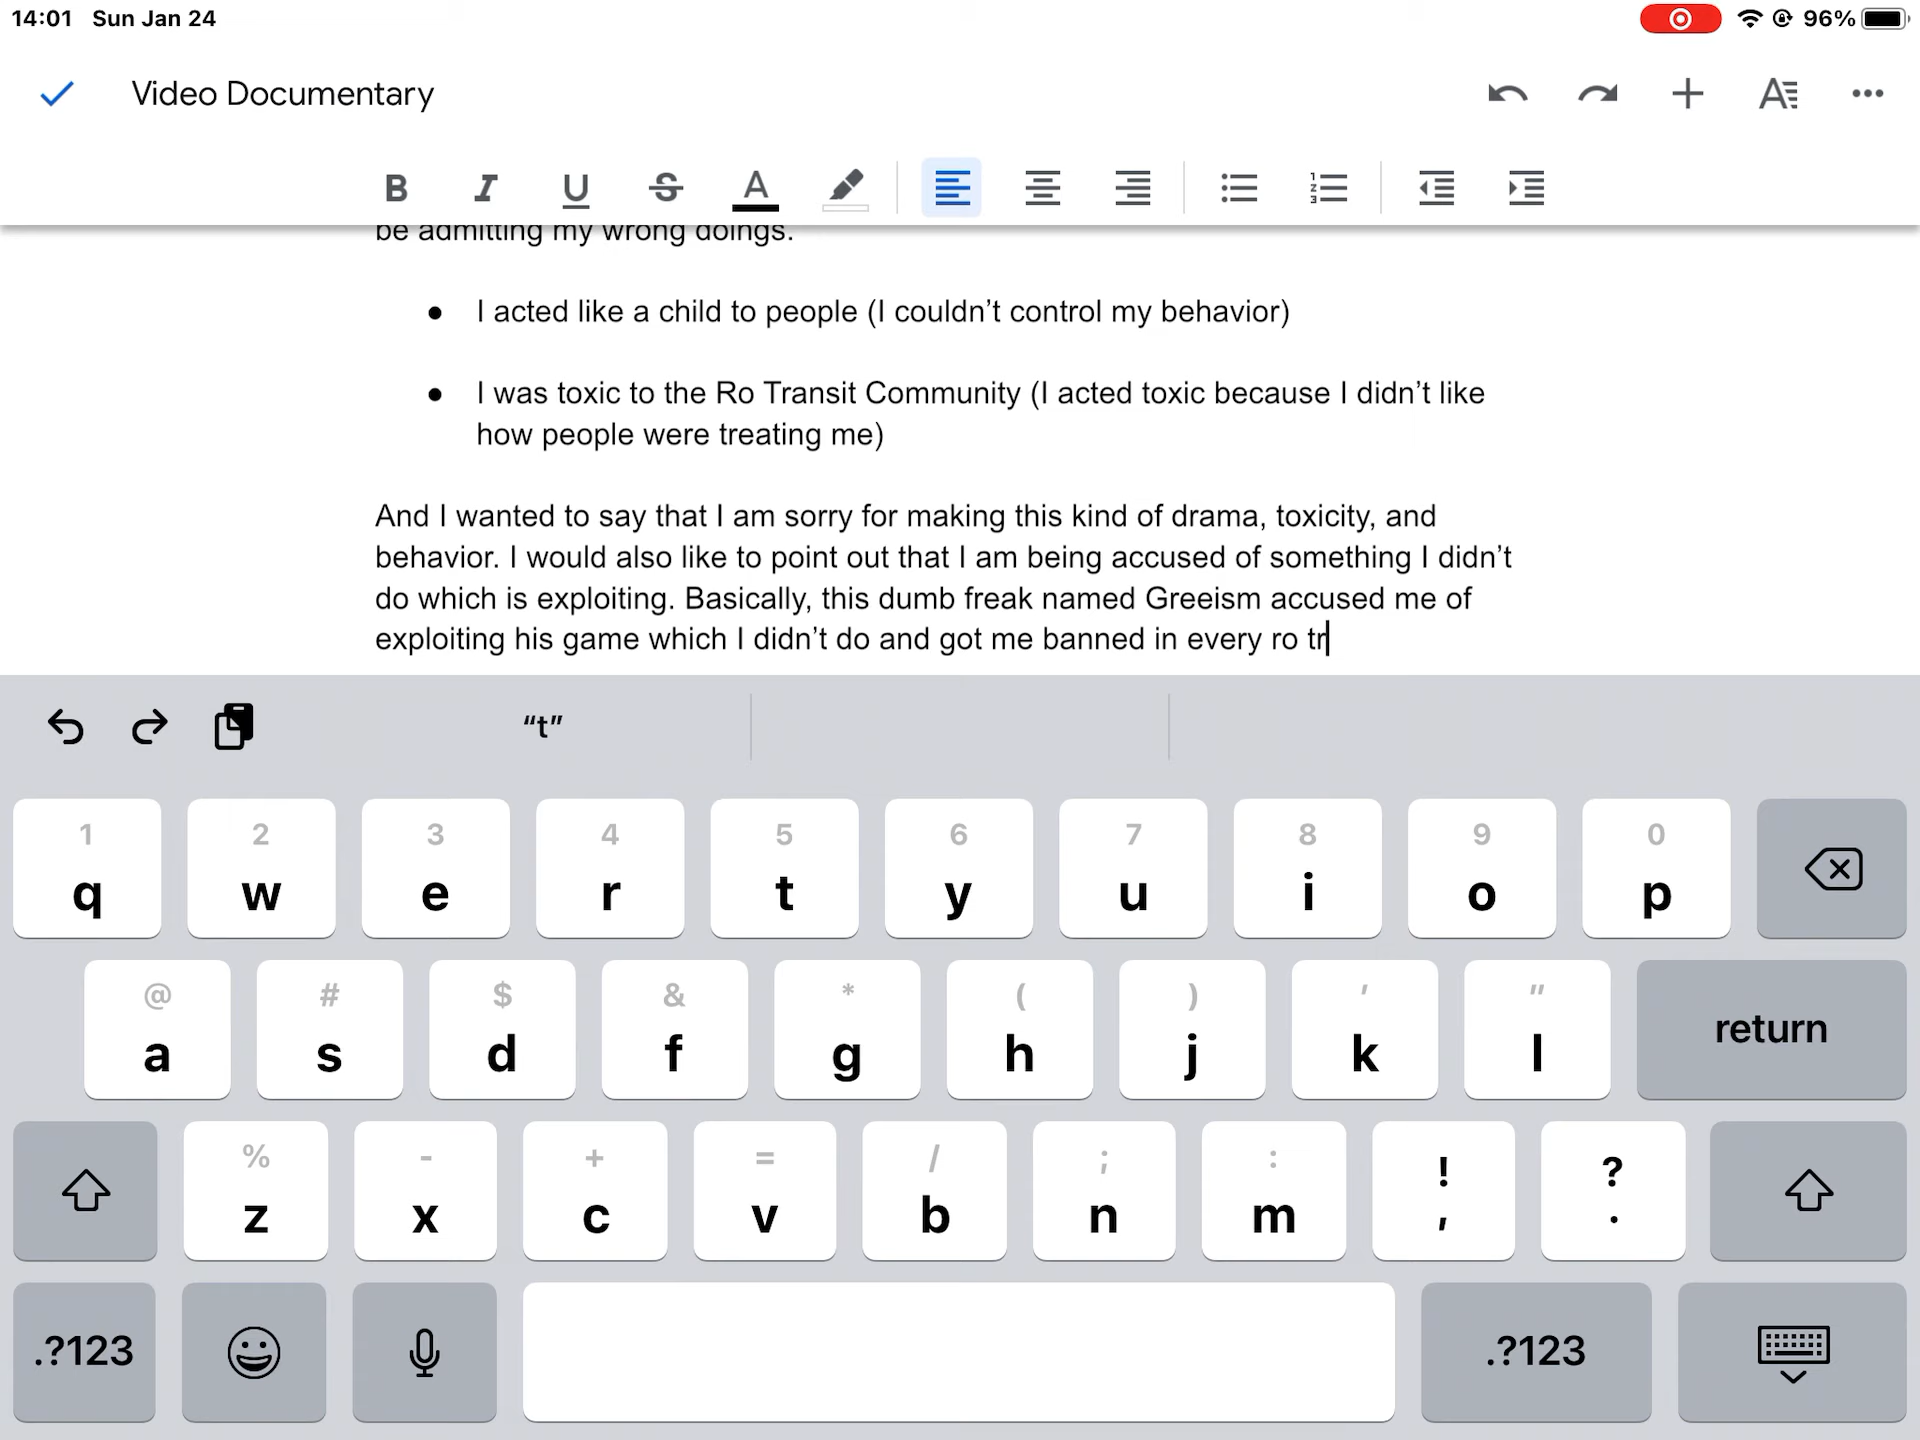 14:01 Sun Jan 24 96%
Video Documentary
B I U S A
be admitting my wrong doings.
● I acted like a child to people (I couldn’t control my behavior)
● I was toxic to the Ro Transit Community (I acted toxic because I didn’t like
how people were treating me)
And I wanted to say that I am sorry for making this kind of drama, toxicity, and
behavior. I would also like to point out that I am being accused of something I didn’t
do which is exploiting. Basically, this dumb freak named Greeism accused me of
exploiting his game which I didn’t do and got me banned in every ro tr
“t”
1 2 3 4 5 6 7 8 9 0
q w e r t y u i o p
@ # $ & * ( ) ' "
a s d f g h j k l return
% - + = / ; : ! ?
z x c v b n m , .
.?123 .?123